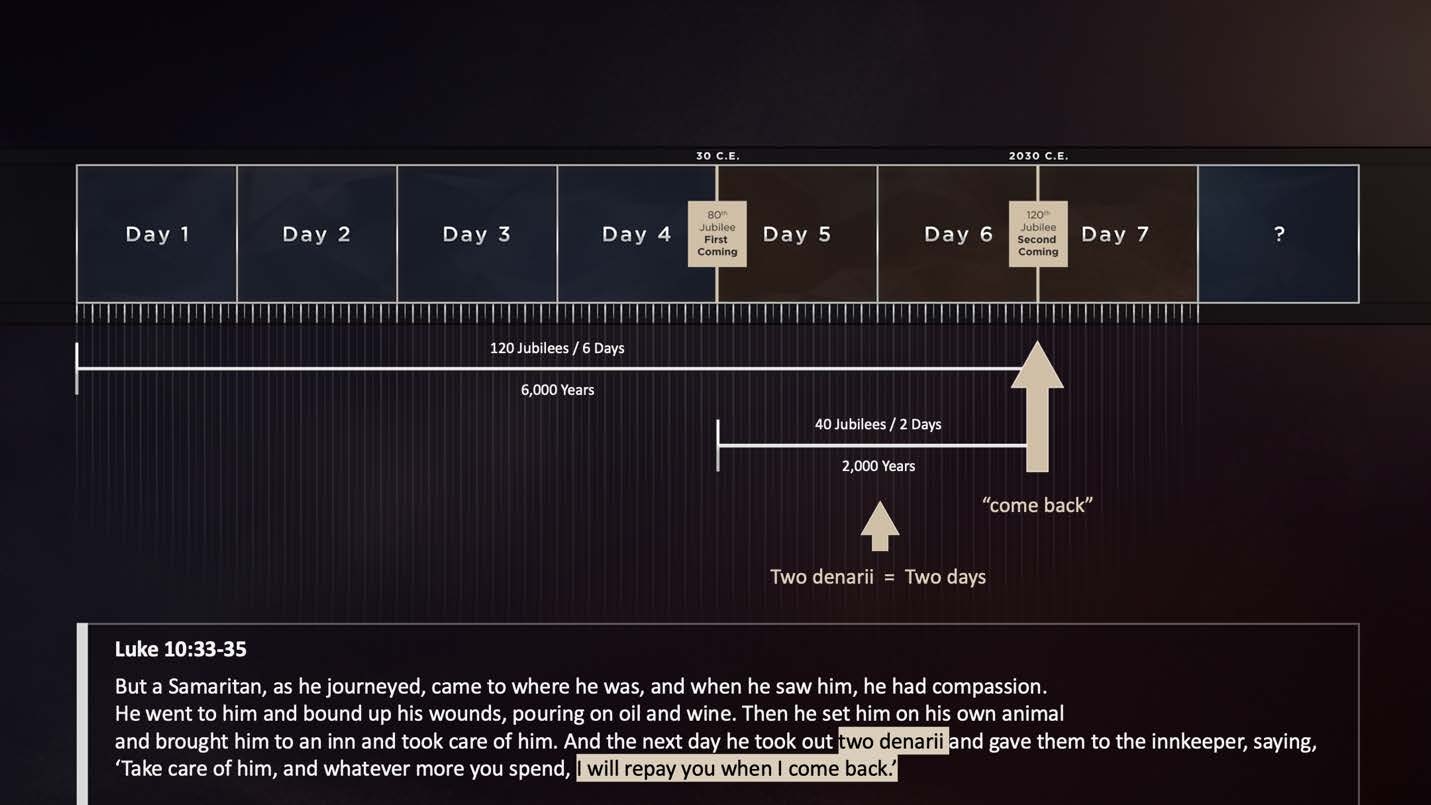 30 C.E.
2030 C.E.
Day 1
Day 2
Day 3
Day 4
80th
Jubilee
First
Coming
Day 5
Day 6
120th
Jubilee
Second
Coming
Day 7
?
120 Jubilees / 6 Days
6,000 Years
40 Jubilees / 2 Days
2,000 Years
“come back”
Two denarii = Two days
Luke 10:33-35
But a Samaritan, as he journeyed, came to where he was, and when he saw him, he had compassion.
He went to him and bound up his wounds, pouring on oil and wine. Then he set him on his own animal
and brought him to an inn and took care of him. And the next day he took out two denarii and gave them to the innkeeper, saying,
‘Take care of him, and whatever more you spend, I will repay you when I come back.’